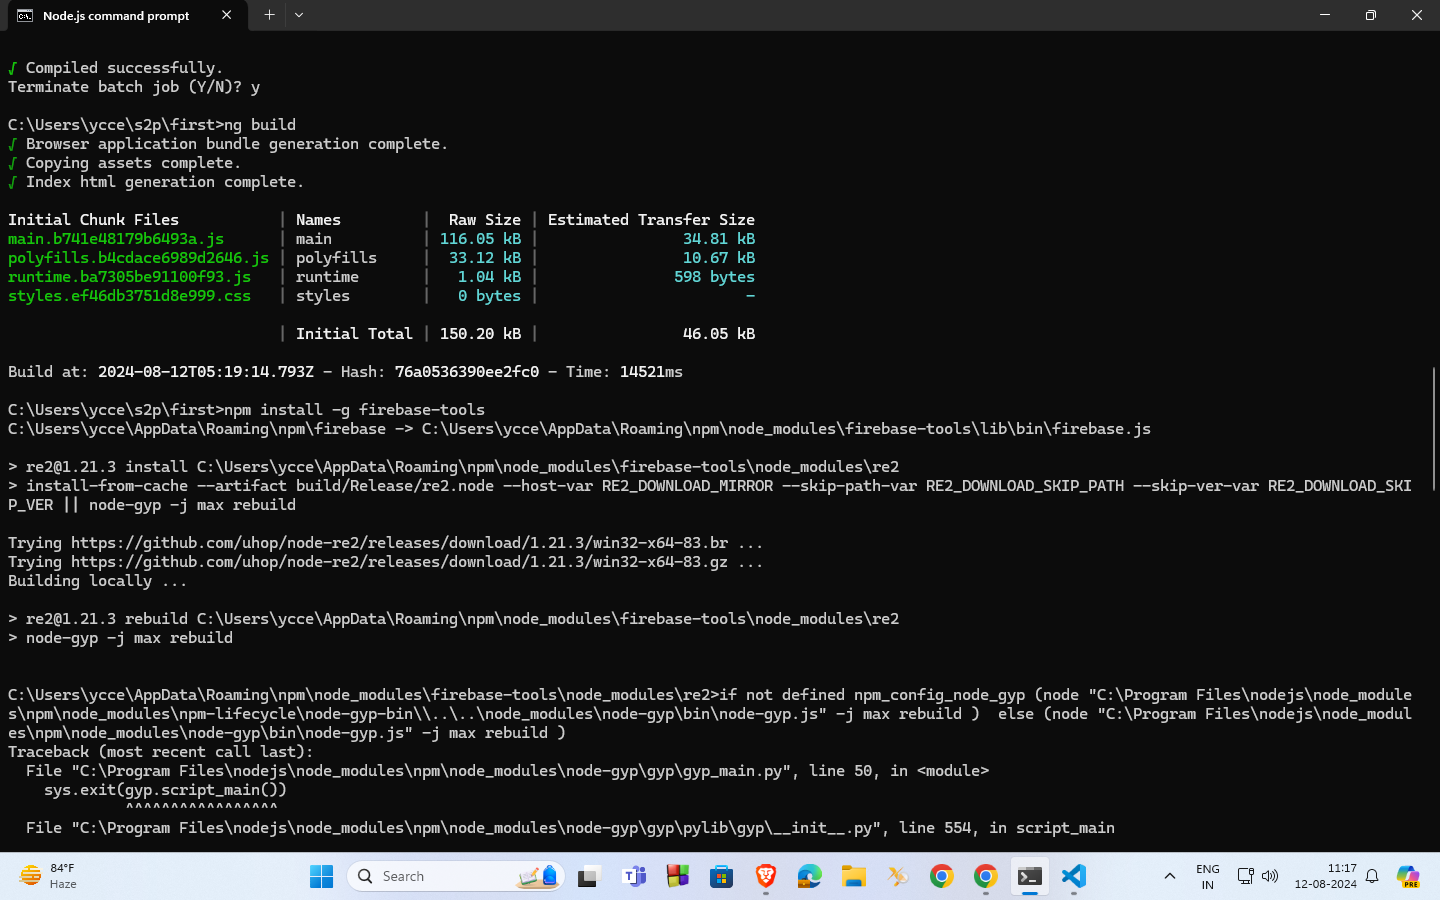 Node.js command prompt
√ Compiled successfully.
Terminate batch job (Y/N)? y
C:\Users\ycce\s2p\first>ng build
√ Browser application bundle generation complete.
√ Copying assets complete.
√ Index html generation complete.
Initial Chunk Files | Names | Raw Size | Estimated Transfer Size
main.b741e48179b6493a.js | main | 116.05 kB | 34.81 kB
polyfills.b4cdace6989d2646.js | polyfills | 33.12 kB | 10.67 kB
runtime.ba7305be91100f93.js | runtime | 1.04 kB | 598 bytes
styles.ef46db3751d8e999.css | styles | 0 bytes | -
| Initial Total | 150.20 kB | 46.05 kB
Build at: 2024-08-12T05:19:14.793Z - Hash: 76a0536390ee2fc0 - Time: 14521ms
C:\Users\ycce\s2p\first>npm install -g firebase-tools
C:\Users\ycce\AppData\Roaming\npm\firebase -> C:\Users\ycce\AppData\Roaming\npm\node_modules\firebase-tools\lib\bin\firebase.js
> re2@1.21.3 install C:\Users\ycce\AppData\Roaming\npm\node_modules\firebase-tools\node_modules\re2
> install-from-cache --artifact build/Release/re2.node --host-var RE2_DOWNLOAD_MIRROR --skip-path-var RE2_DOWNLOAD_SKIP_PATH --skip-ver-var RE2_DOWNLOAD_SKI
P_VER || node-gyp -j max rebuild
Trying https://github.com/uhop/node-re2/releases/download/1.21.3/win32-x64-83.br ...
Trying https://github.com/uhop/node-re2/releases/download/1.21.3/win32-x64-83.gz ...
Building locally ...
> re2@1.21.3 rebuild C:\Users\ycce\AppData\Roaming\npm\node_modules\firebase-tools\node_modules\re2
> node-gyp -j max rebuild
C:\Users\ycce\AppData\Roaming\npm\node_modules\firebase-tools\node_modules\re2>if not defined npm_config_node_gyp (node "C:\Program Files\nodejs\node_module
s\npm\node_modules\npm-lifecycle\node-gyp-bin\\..\..\node_modules\node-gyp\bin\node-gyp.js" -j max rebuild )  else (node "C:\Program Files\nodejs\node_modul
es\npm\node_modules\node-gyp\bin\node-gyp.js" -j max rebuild )
Traceback (most recent call last):
File "C:\Program Files\nodejs\node_modules\npm\node_modules\node-gyp\gyp\gyp_main.py", line 50, in <module>
sys.exit(gyp.script_main())
^^^^^^^^^^^^^^^^^
File "C:\Program Files\nodejs\node_modules\npm\node_modules\node-gyp\gyp\pylib\gyp\__init__.py", line 554, in script_main
84°F
Haze
Search
ENG
IN
11:17
12-08-2024
PRE